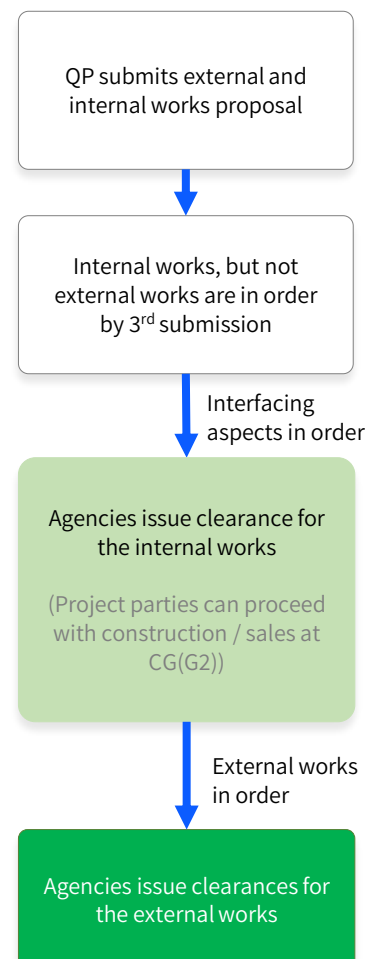 QP submits external and
internal works proposal
Internal works, but not
external works are in order
by 3rd submission
Interfacing
aspects in order
Agencies issue clearance for
the internal works
(Project parties can proceed
with construction / sales at
CG(G2))
External works
in order
Agencies issue clearances for
the external works